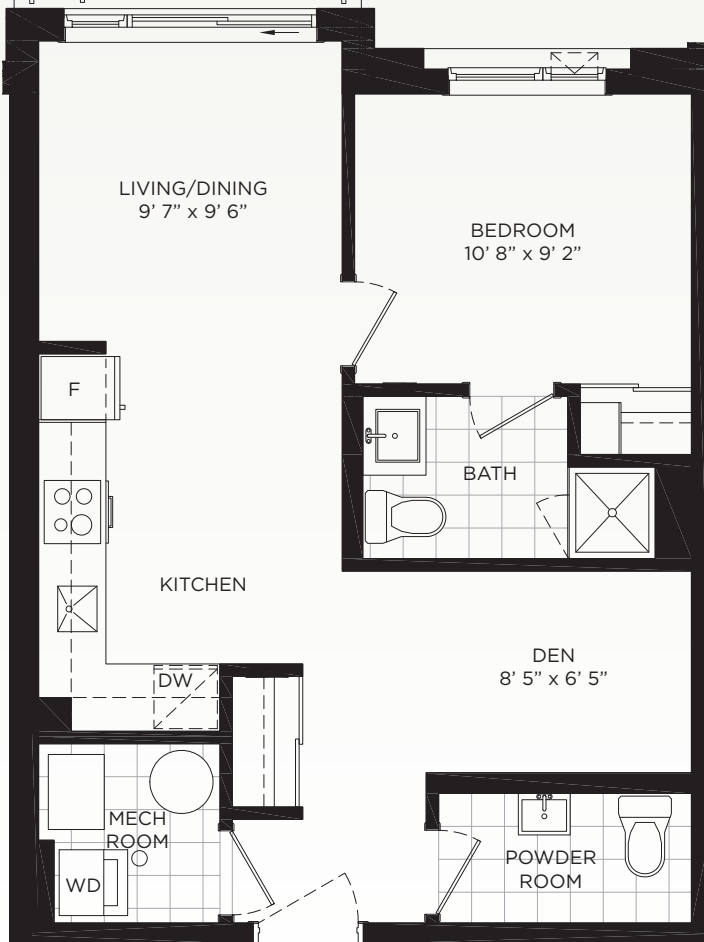 LIVING/DINING
9’ 7” x 9’ 6”
BEDROOM
10’ 8” x 9’ 2”
F
BATH
KITCHEN
DEN
8’ 5” x 6’ 5”
DW
MECH
ROOM
WD
POWDER
ROOM